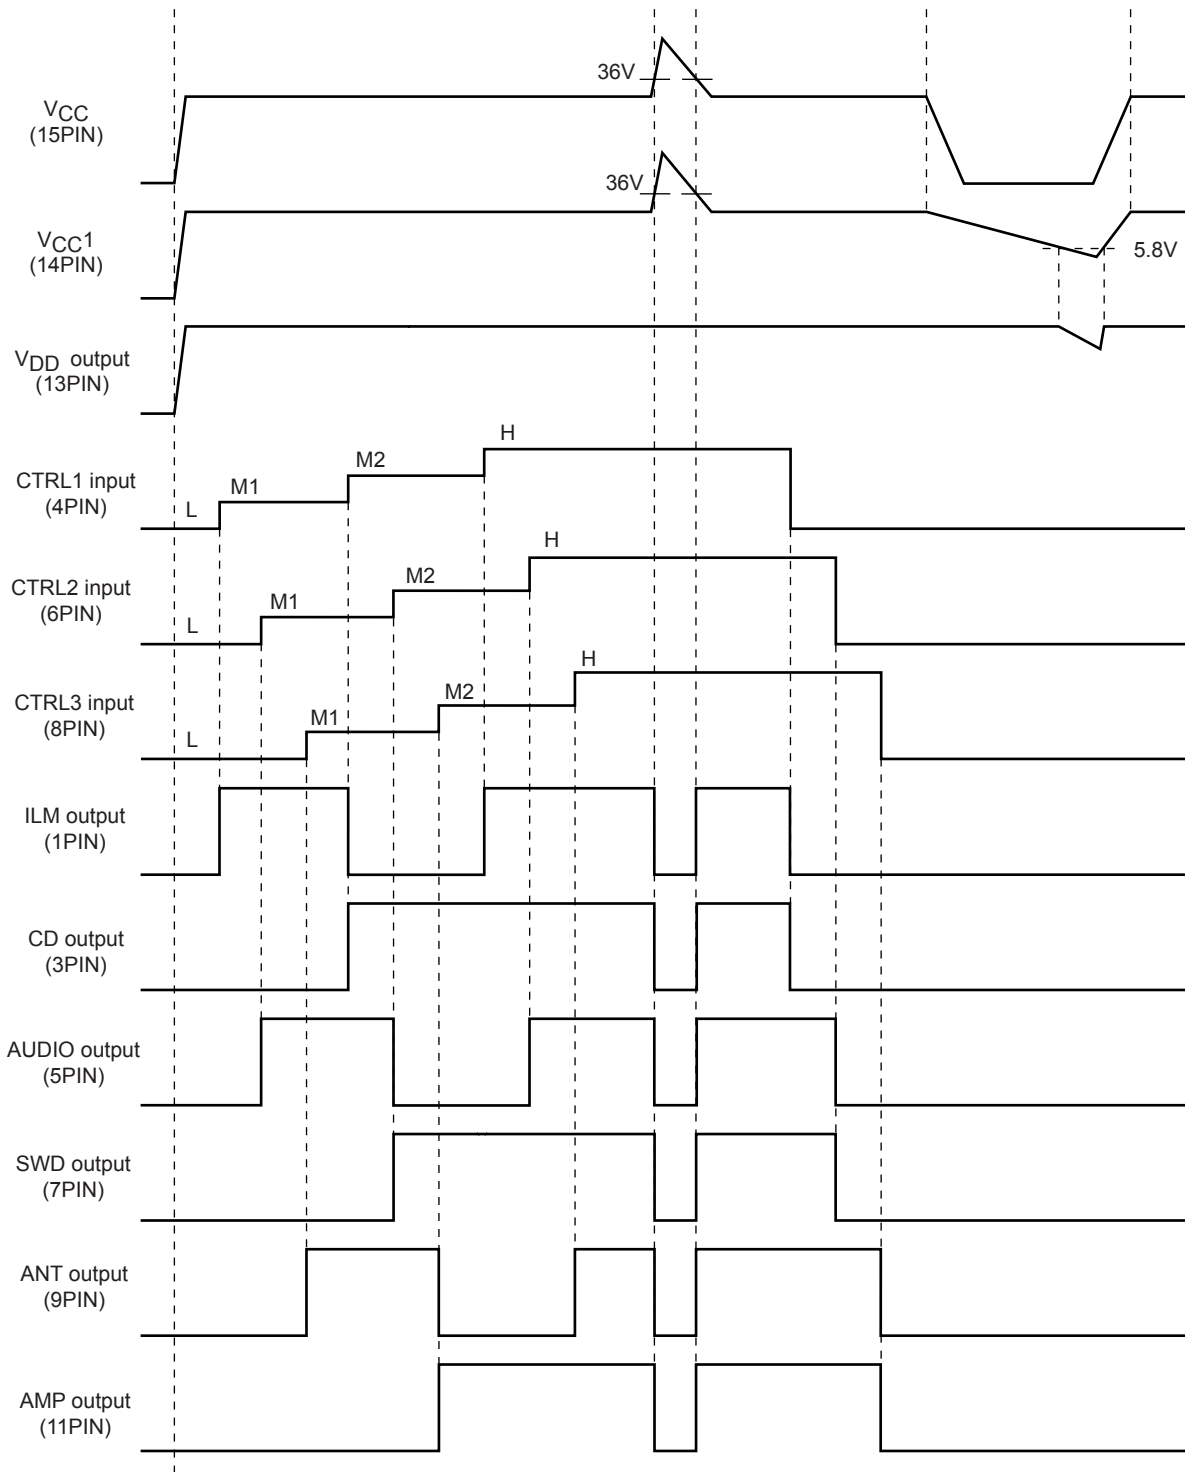 36V
VCC
(15PIN)
36V
VCC1
(14PIN)
5.8V
VDD output
(13PIN)
H
M2
CTRL1 input
M1
(4PIN)
L
H
M2
CTRL2 input
M1
(6PIN)
L
H
M2
CTRL3 input
M1
(8PIN)
L
ILM output
(1PIN)
CD output
(3PIN)
AUDIO output
(5PIN)
SWD output
(7PIN)
ANT output
(9PIN)
AMP output
(11PIN)